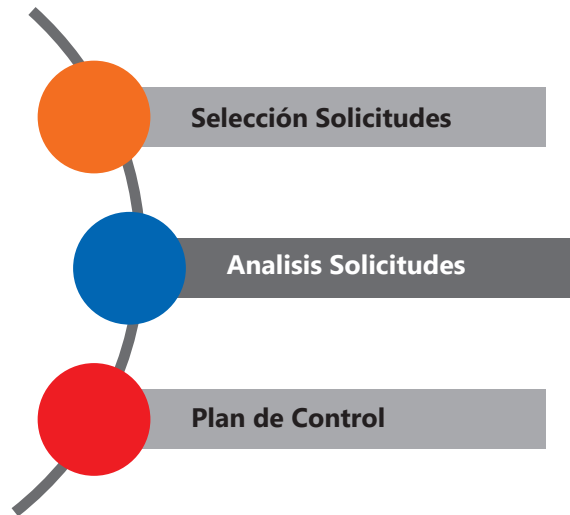 Selección Solicitudes
Analisis Solicitudes
Plan de Control